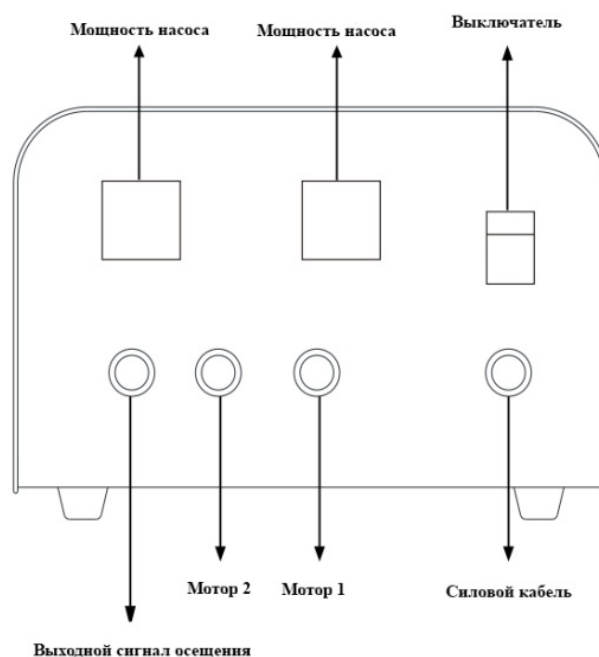 Мощность насоса
Мощность насоса
Выключатель
Мотор 2
Мотор 1
Силовой кабель
Выходной сигнал осещения